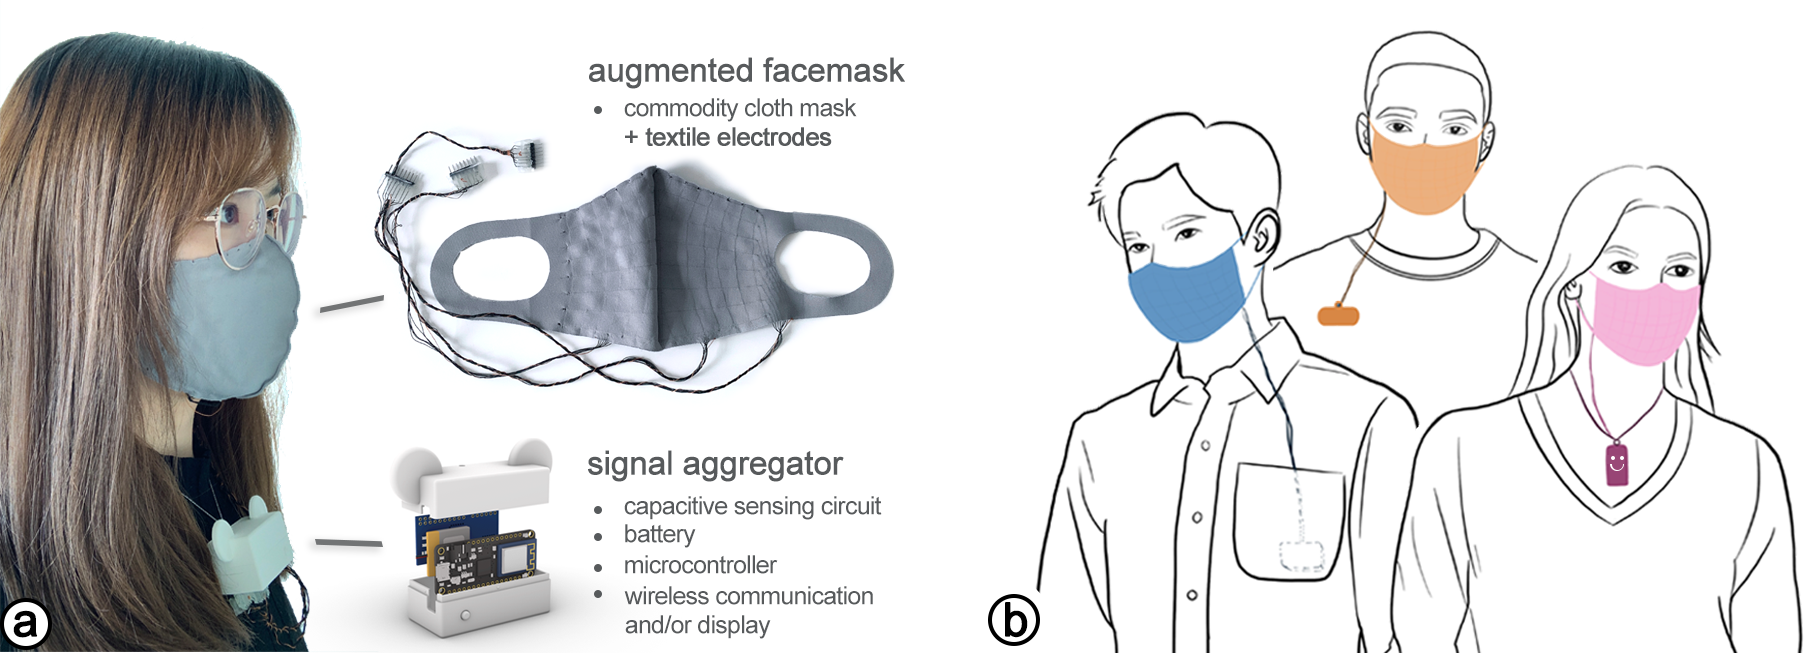 augmented facemask
• commodity cloth mask
+ textile electrodes
signal aggregator
• capacitive sensing circuit
• battery
• microcontroller
• wireless communication
and/or display
a
b